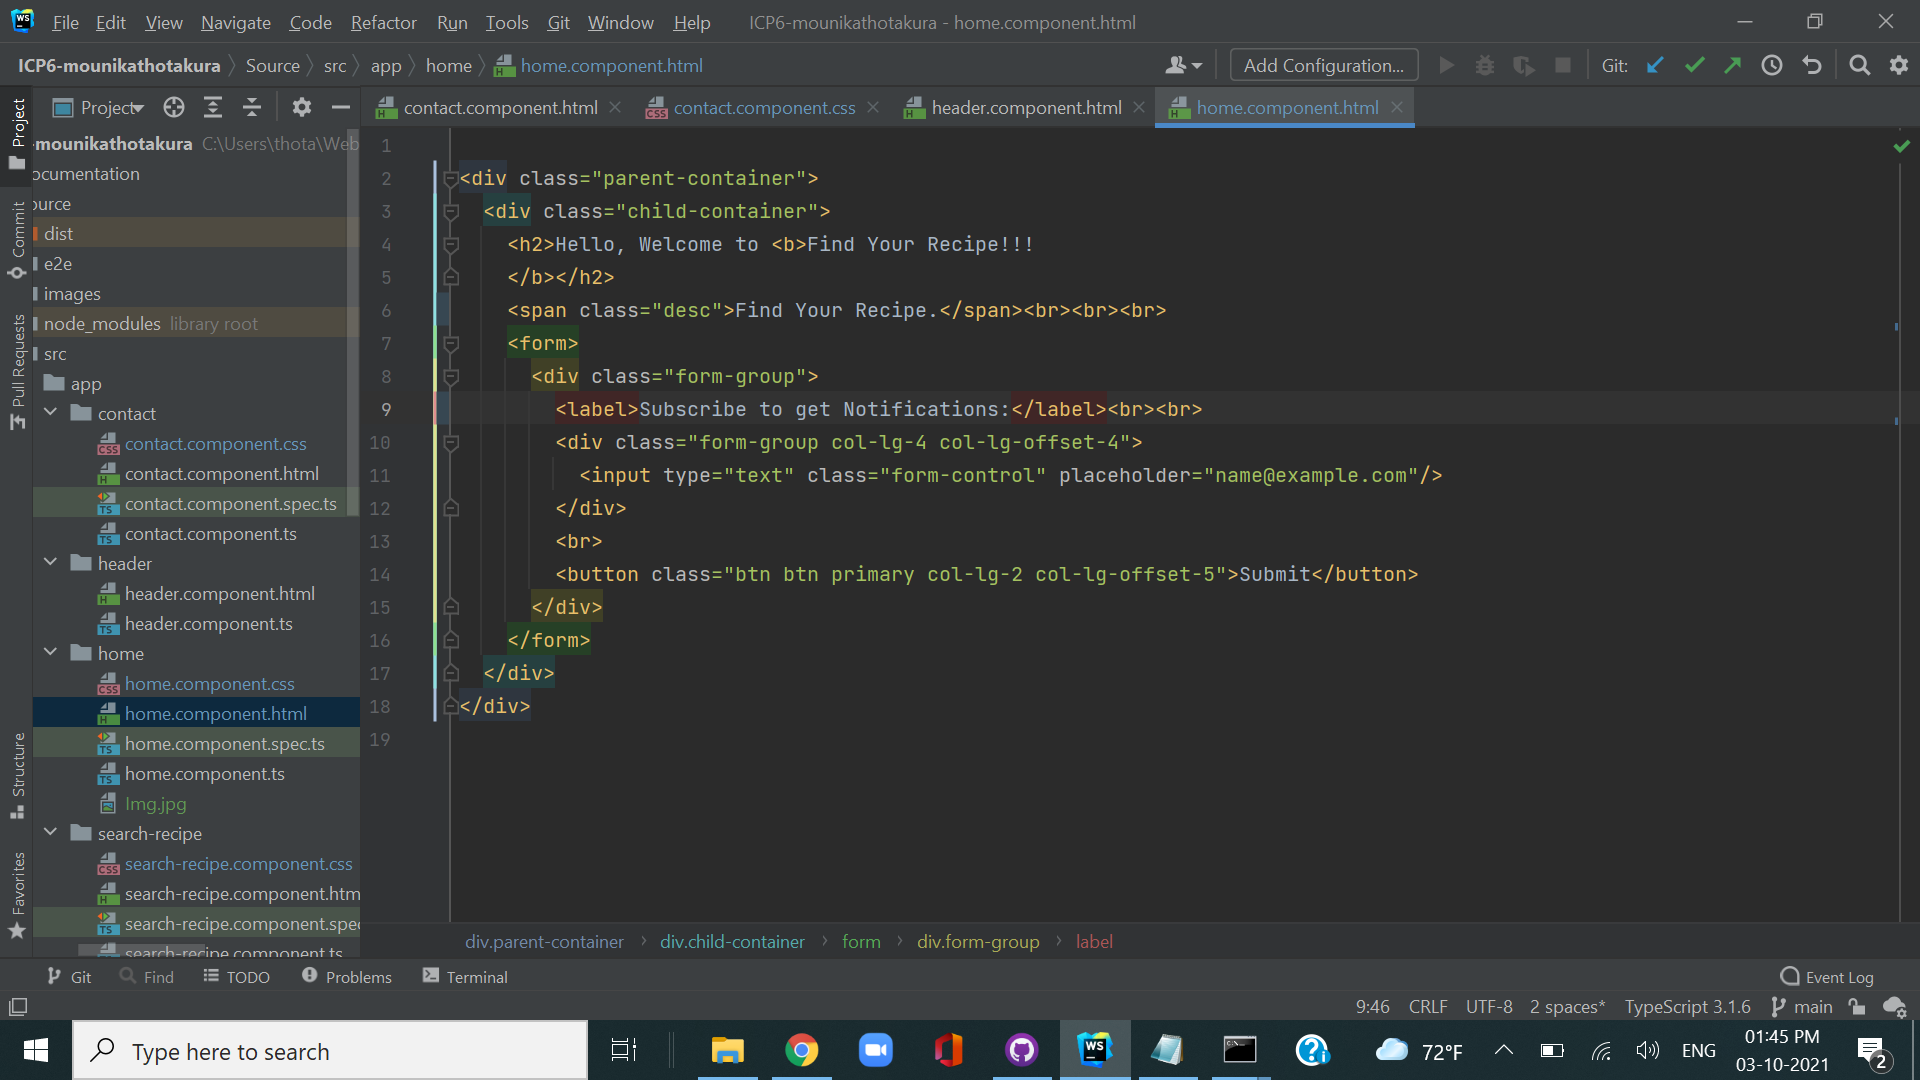 WS File Edit View Navigate Code Refactor Run Tools Git Window Help ICP6-mounikathotakura - home.component.html
ICP6-mounikathotakura Source src app home home.component.html Add Configuration... Git:
Project contact.component.html contact.component.css header.component.html home.component.html
Project
Commit
Pull Requests
Structure
Favorites
-mounikathotakura C:\Users\thota\Web
ocumentation
ource
dist
e2e
images
node_modules library root
src
app
contact
contact.component.css
contact.component.html
contact.component.spec.ts
contact.component.ts
header
header.component.html
header.component.ts
home
home.component.css
home.component.html
home.component.spec.ts
home.component.ts
Img.jpg
search-recipe
search-recipe.component.css
search-recipe.component.htm
search-recipe.component.spec
search-recipe.component.ts
1
2 <div class="parent-container">
3 <div class="child-container">
4 <h2>Hello, Welcome to <b>Find Your Recipe!!!
5 </b></h2>
6 <span class="desc">Find Your Recipe.</span><br><br><br>
7 <form>
8 <div class="form-group">
9 <label>Subscribe to get Notifications:</label><br><br>
10 <div class="form-group col-lg-4 col-lg-offset-4">
11 <input type="text" class="form-control" placeholder="name@example.com"/>
12 </div>
13 <br>
14 <button class="btn btn primary col-lg-2 col-lg-offset-5">Submit</button>
15 </div>
16 </form>
17 </div>
18 </div>
19
div.parent-container div.child-container form div.form-group label
Git Find TODO Problems Terminal Event Log
9:46 CRLF UTF-8 2 spaces* TypeScript 3.1.6 main
Type here to search WS 72°F ENG 01:45 PM
03-10-2021 2